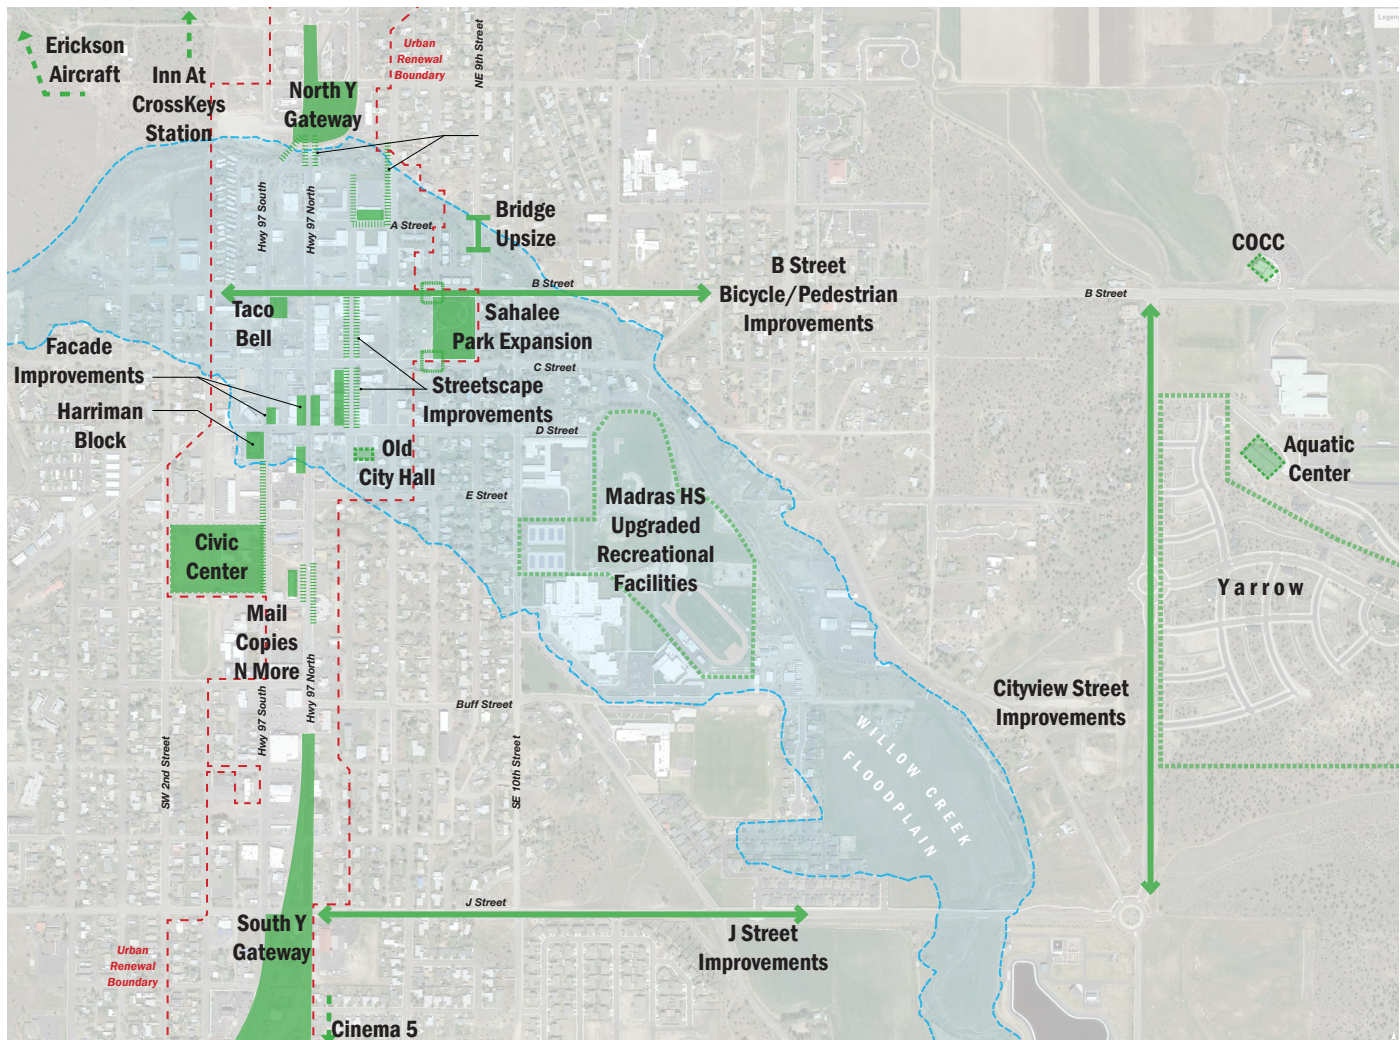 Legend
Erickson
Aircraft
Inn At
CrossKeys
Station
North Y
Gateway
Urban
Renewal
Boundary
NE 9th Street
Hwy 97 South
Hwy 97 North
A Street
Bridge
Upsize
B Street
B Street
Bicycle/Pedestrian
Improvements
COCC
B Street
Taco
Bell
Sahalee
Park Expansion
Facade
Improvements
C Street
Streetscape
Improvements
Harriman
Block
D Street
Old
City Hall
Aquatic
Center
E Street
Madras HS
Upgraded
Recreational
Facilities
Civic
Center
Yarrow
Mail
Copies
N More
Hwy 97 South
Hwy 97 North
Buff Street
Cityview Street
Improvements
SW 2nd Street
SE 10th Street
WILLOW CREEK
FLOODPLAIN
J Street
South Y
Gateway
J Street
Improvements
Urban
Renewal
Boundary
Cinema 5